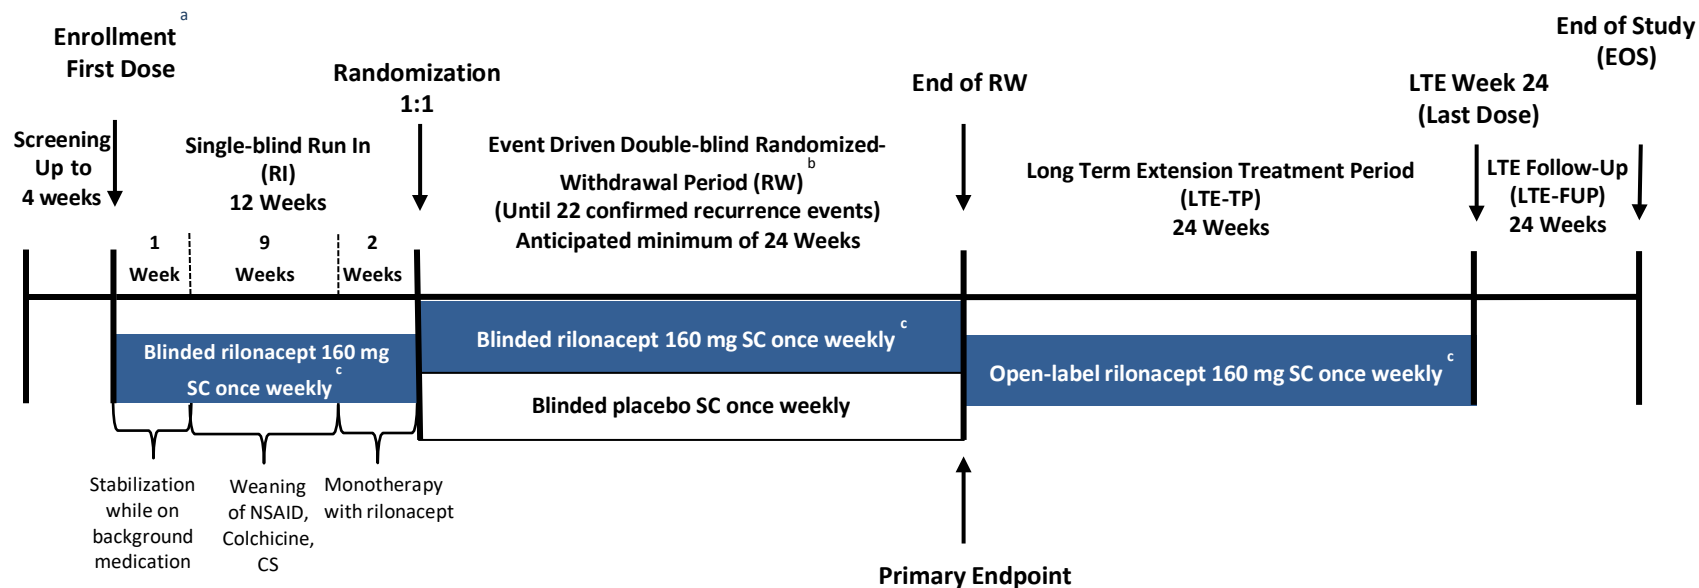 Enrollment a
First Dose
Randomization
1:1
End of RW
LTE Week 24
(Last Dose)
End of Study
(EOS)
Screening
Up to
4 weeks
Single-blind Run In
(RI)
12 Weeks
1
Week
9
Weeks
2
Weeks
Event Driven Double-blind Randomized-
Withdrawal Period (RW) b
(Until 22 confirmed recurrence events)
Anticipated minimum of 24 Weeks
Long Term Extension Treatment Period
(LTE-TP)
24 Weeks
LTE Follow-Up
(LTE-FUP)
24 Weeks
Blinded rilonacept 160 mg
SC once weekly c
Blinded rilonacept 160 mg SC once weekly c
Blinded placebo SC once weekly
Open-label rilonacept 160 mg SC once weekly c
Stabilization
while on
background
medication
Weaning
of NSAID,
Colchicine,
CS
Monotherapy
with rilonacept
Primary Endpoint